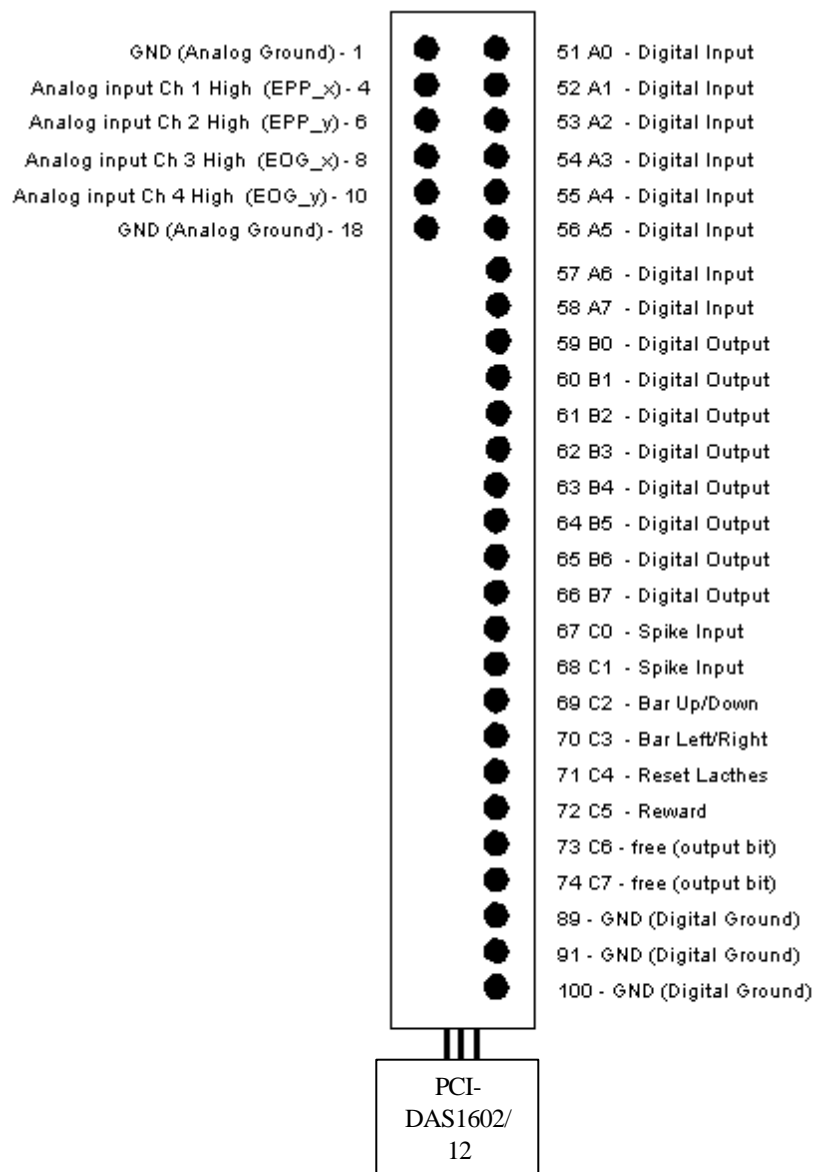 GND (Analog Ground) - 1
Analog input Ch 1 High (EPP_x) - 4
Analog input Ch 2 High (EPP_y) - 6
Analog input Ch 3 High (EOG_x) - 8
Analog input Ch 4 High (EOG_y) - 10
GND (Analog Ground) - 18
51 A0 - Digital Input
52 A1 - Digital Input
53 A2 - Digital Input
54 A3 - Digital Input
55 A4 - Digital Input
56 A5 - Digital Input
57 A6 - Digital Input
58 A7 - Digital Input
59 B0 - Digital Output
60 B1 - Digital Output
61 B2 - Digital Output
62 B3 - Digital Output
63 B4 - Digital Output
64 B5 - Digital Output
65 B6 - Digital Output
66 B7 - Digital Output
67 C0 - Spike Input
68 C1 - Spike Input
69 C2 - Bar Up/Down
70 C3 - Bar Left/Right
71 C4 - Reset Lacthes
72 C5 - Reward
73 C6 - free (output bit)
74 C7 - free (output bit)
89 - GND (Digital Ground)
91 - GND (Digital Ground)
100 - GND (Digital Ground)
PCI-
DAS1602/
12